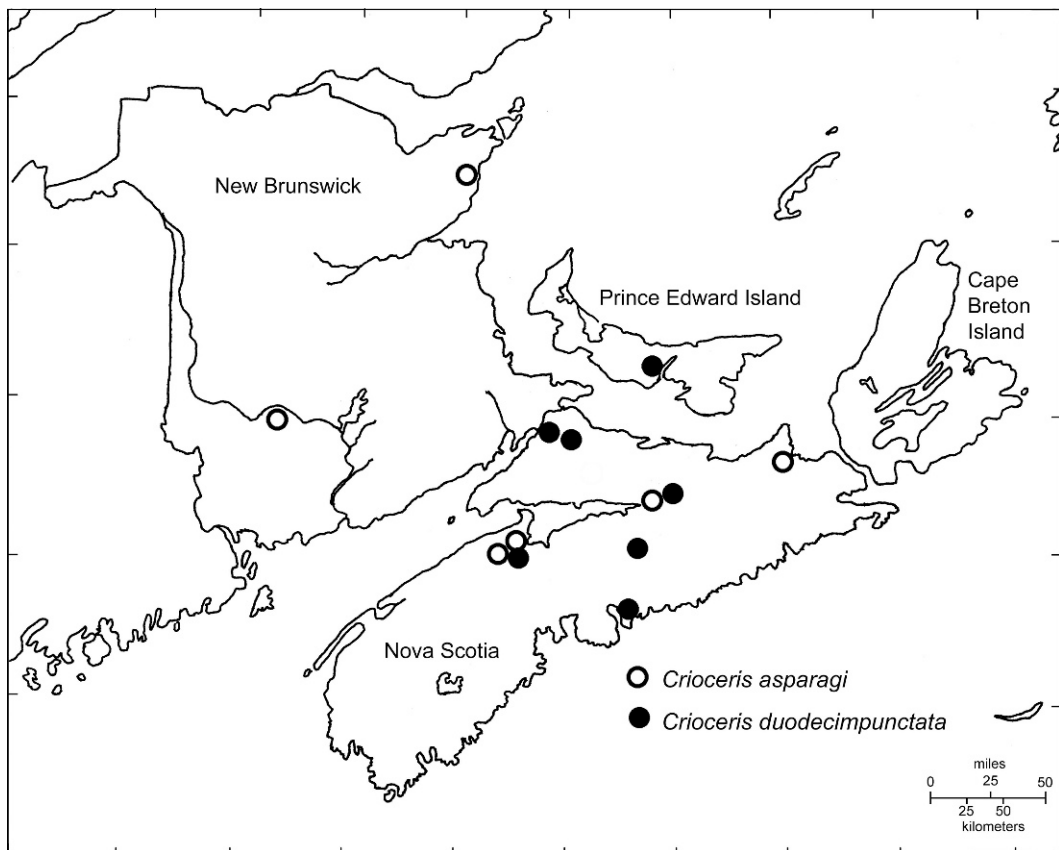 New Brunswick
Prince Edward Island
Cape
Breton
Island
Nova Scotia
Crioceris asparagi
Crioceris duodecimpunctata
miles
0 25 50
25 50
kilometers